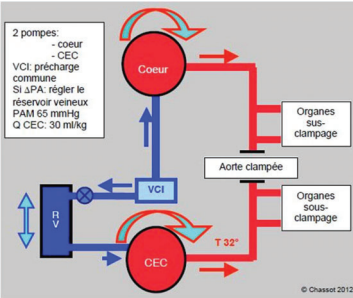 2 pompes:
- coeur
- CEC
VCI: précharge
commune
Si ΔPA: régler le
réservoir veineux
PAM 65 mmHg
Q CEC: 30 ml/kg
Coeur
Organes
sus-
clampage
Aorte clampée
VCI
Organes
sous-
clampage
RV
T 32°
CEC
© Chassot 2012